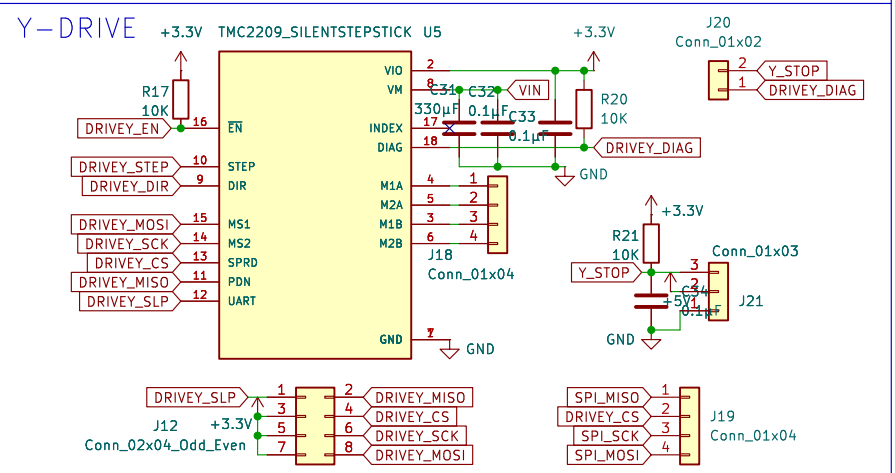 Y-DRIVE
+3.3V
TMC2209_SILENTSTEPSTICK U5
+3.3V
J20
Conn_01x02
2 Y_STOP
1 DRIVEY_DIAG
R17
10K
DRIVEY_EN 16 EN
DRIVEY_STEP 10 STEP
DRIVEY_DIR 9 DIR
DRIVEY_MOSI 15 MS1
DRIVEY_SCK 14 MS2
DRIVEY_CS 13 SPRD
DRIVEY_MISO 11 PDN
DRIVEY_SLP 12 UART
VIO 2
VM 8 VIN
INDEX 17
DIAG 18 DRIVEY_DIAG
C31
330µF
C32
0.1µF
C33
0.1µF
R20
10K
GND
M1A 4 1
M2A 5 2
M1B 3 3
M2B 6 4
J18
Conn_01x04
GND
GND
+3.3V
R21
10K
Y_STOP
Conn_01x03
3
2
1
J21
C34
0.1µF
+5V
GND
DRIVEY_SLP 1 2 DRIVEY_MISO
3 4 DRIVEY_CS
5 6 DRIVEY_SCK
7 8 DRIVEY_MOSI
J12
+3.3V
Conn_02x04_Odd_Even
SPI_MISO 1
DRIVEY_CS 2
SPI_SCK 3
SPI_MOSI 4
J19
Conn_01x04